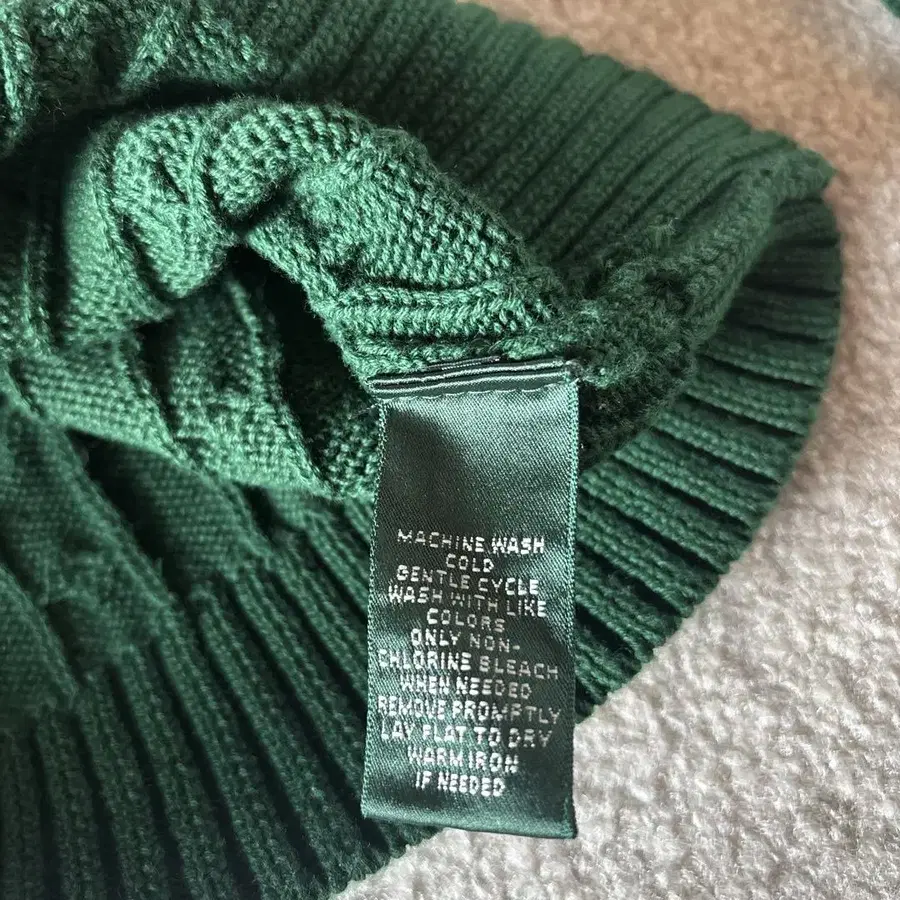 MACHINE WASH
COLD
GENTLE CYCLE
WASH WITH LIKE
COLORS
ONLY NON-
CHLORINE BLEACH
WHEN NEEDED
REMOVE PROMPTLY
LAY FLAT TO DRY
WARM IRON
IF NEEDED